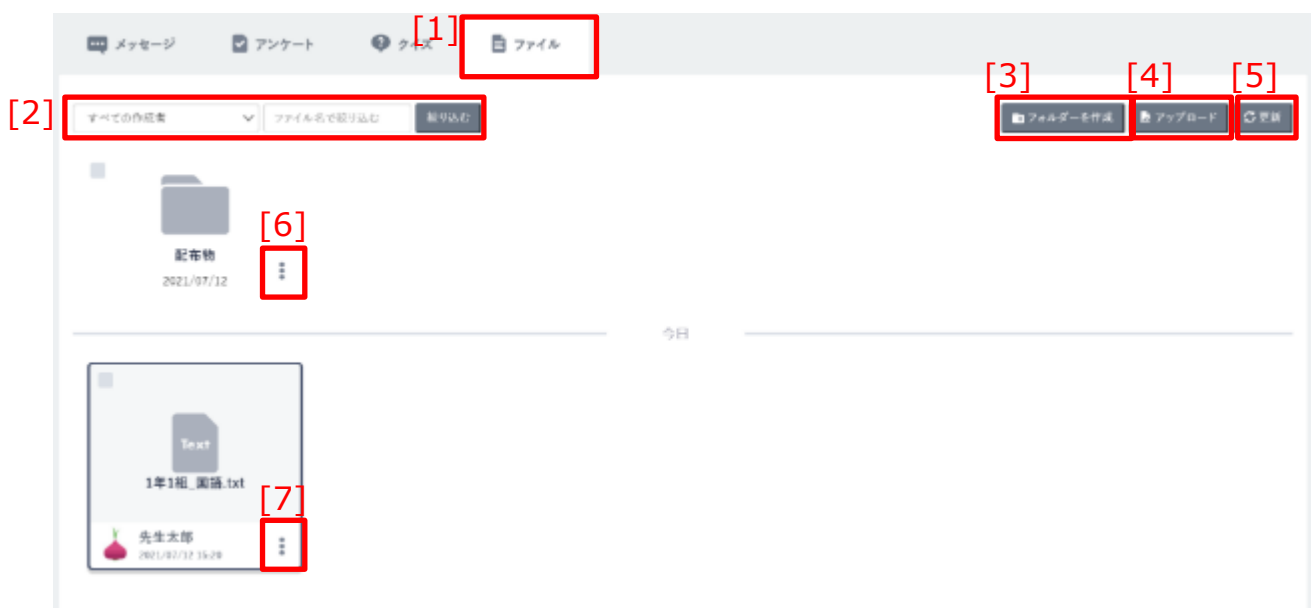 メッセージ アンケート クイズ [1] ファイル
[3] [4] [5]
[2] すべての作成者 ファイル名で絞り込む 絞り込む フォルダーを作成 アップロード 更新
[6]
配布物
2021/07/12
今日
Text
1年1組_国語.txt
[7]
先生太郎
2021/07/12 15:20